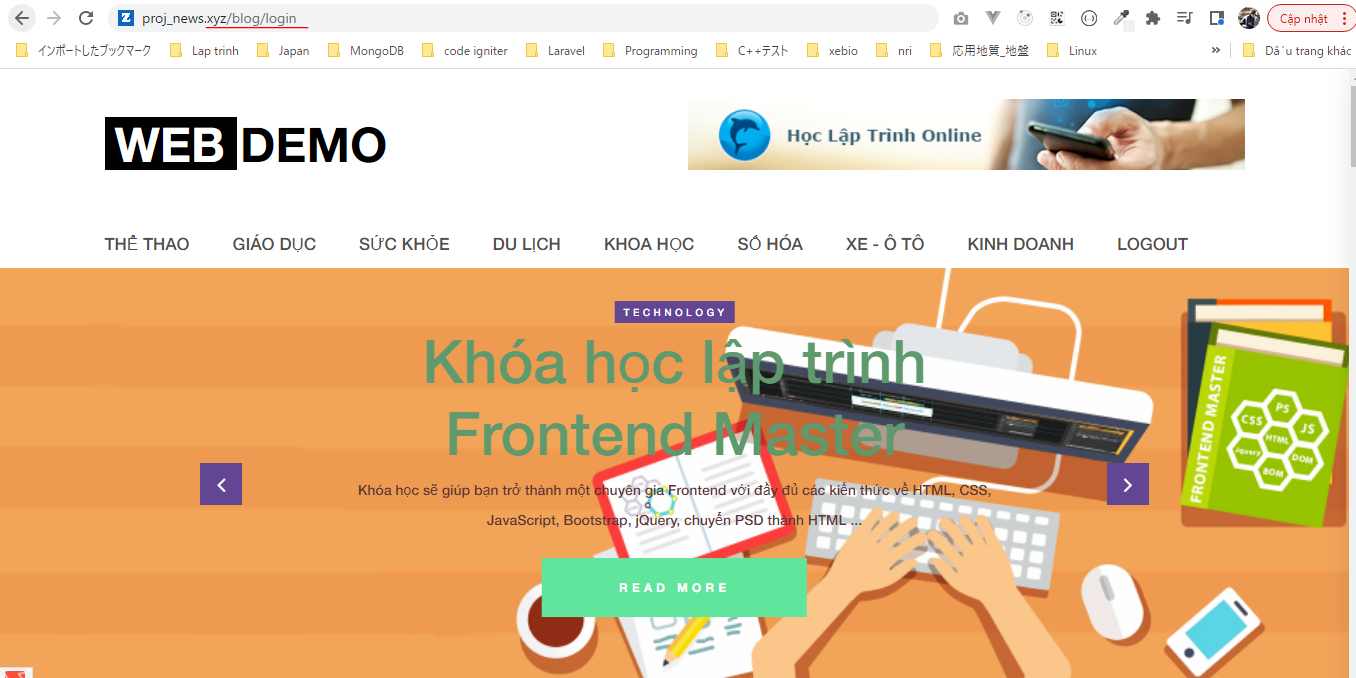 proj_news.xyz/blog/login
Cập nhật
インポートしたブックマーク Lap trinh Japan MongoDB code igniter Laravel Programming C++テスト xebio nri 応用地質_地盤 Linux » Dấu trang khác
WEB DEMO
Học Lập Trình Online
THỂ THAO GIÁO DỤC SỨC KHỎE DU LỊCH KHOA HỌC SỐ HÓA XE - Ô TÔ KINH DOANH LOGOUT
TECHNOLOGY
Khóa học lập trình
Frontend Master
Khóa học sẽ giúp bạn trở thành một chuyên gia Frontend với đầy đủ các kiến thức về HTML, CSS,
JavaScript, Bootstrap, jQuery, chuyển PSD thành HTML ...
READ MORE
FRONTEND MASTER
PS
CSS
JS
HTML
jquery
DOM
BOM